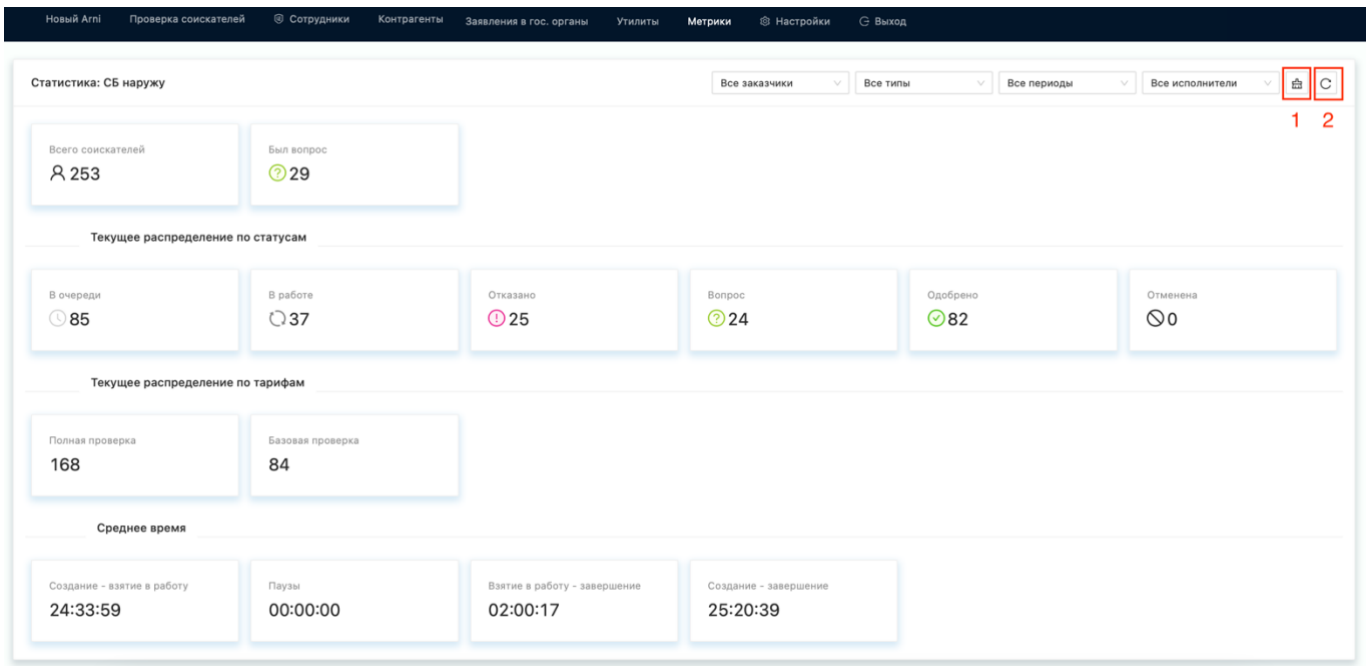 Новый Arni Проверка соискателей Сотрудники Контрагенты Заявления в гос. органы Утилиты Метрики Настройки Выход
Статистика: СБ наружу Все заказчики Все типы Все периоды Все исполнители
1 2
Всего соискателей Был вопрос
253 29
Текущее распределение по статусам
В очереди В работе Отказано Вопрос Одобрено Отменена
85 37 25 24 82 0
Текущее распределение по тарифам
Полная проверка Базовая проверка
168 84
Среднее время
Создание - взятие в работу Паузы Взятие в работу - завершение Создание - завершение
24:33:59 00:00:00 02:00:17 25:20:39